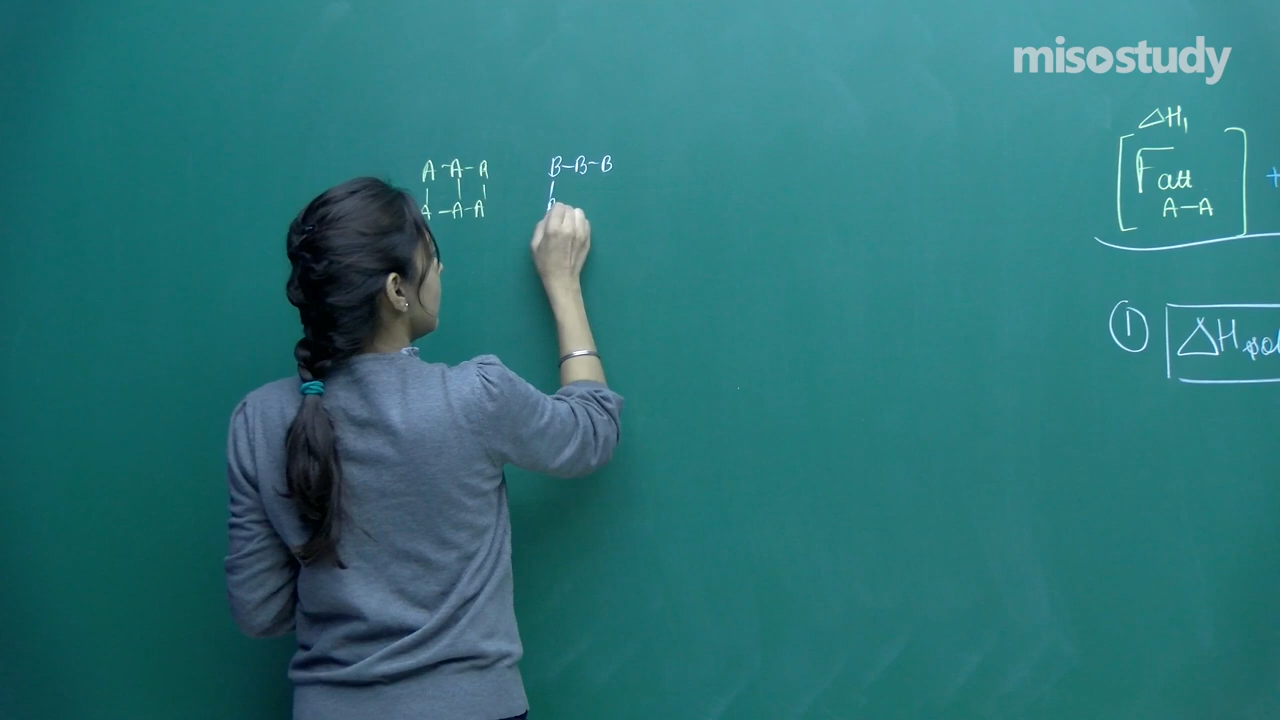 misostudy
A-A-A B-B-B
A-A-A
ΔH₁
[Fatt
A-A] +
① ΔH